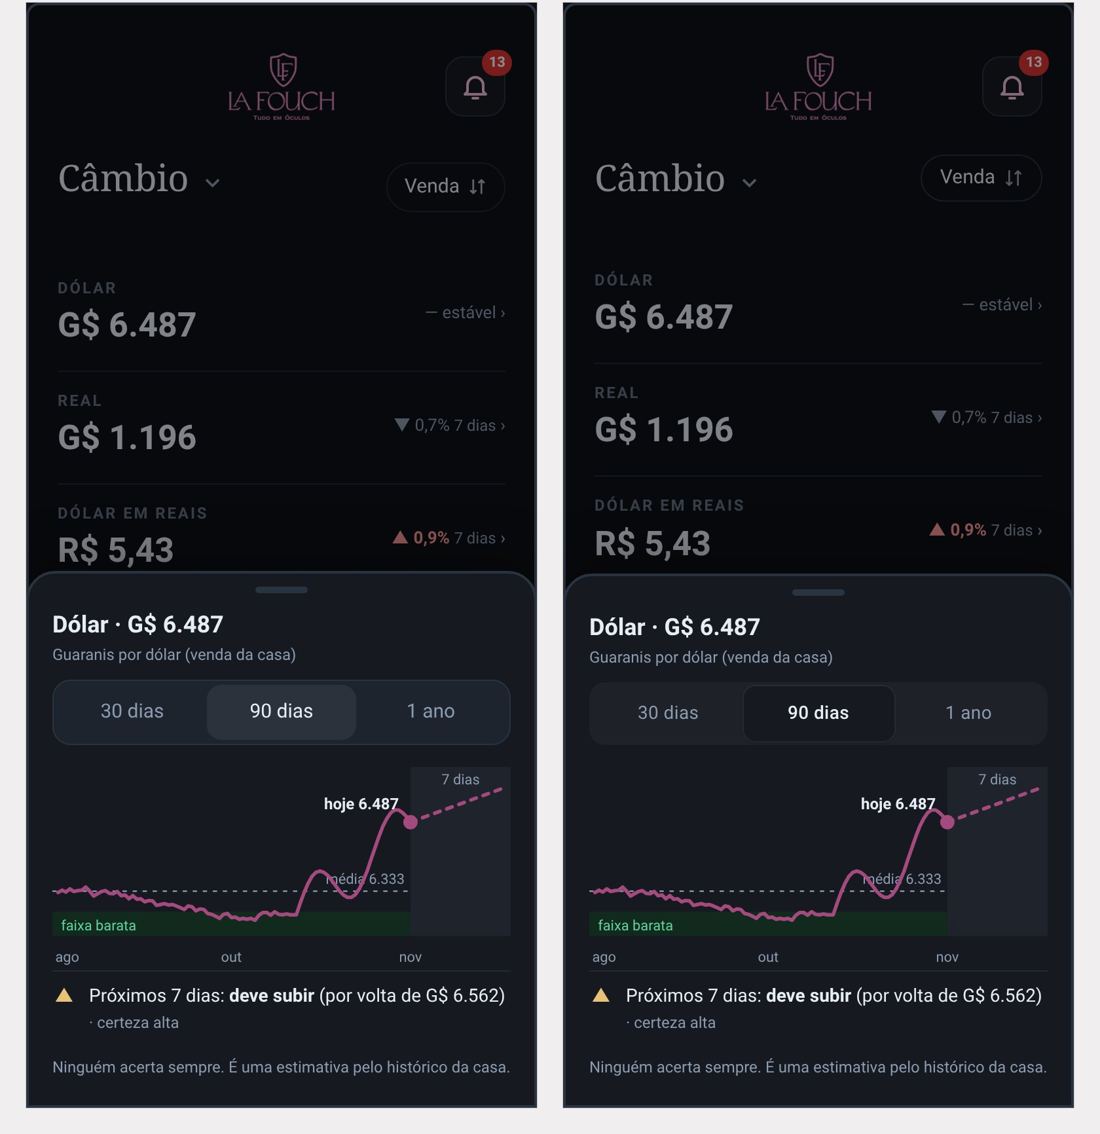 LF
LA FOUCH
TUDO EM ÓCULOS
13
Câmbio
Venda
DÓLAR
G$ 6.487
— estável ›
REAL
G$ 1.196
▼ 0,7% 7 dias ›
DÓLAR EM REAIS
R$ 5,43
▲ 0,9% 7 dias ›
Dólar · G$ 6.487
Guaranis por dólar (venda da casa)
30 dias 90 dias 1 ano
7 dias
hoje 6.487
média 6.333
faixa barata
ago out nov
Próximos 7 dias: deve subir (por volta de G$ 6.562)
· certeza alta
Ninguém acerta sempre. É uma estimativa pelo histórico da casa.
LF
LA FOUCH
TUDO EM ÓCULOS
13
Câmbio
Venda
DÓLAR
G$ 6.487
— estável ›
REAL
G$ 1.196
▼ 0,7% 7 dias ›
DÓLAR EM REAIS
R$ 5,43
▲ 0,9% 7 dias ›
Dólar · G$ 6.487
Guaranis por dólar (venda da casa)
30 dias 90 dias 1 ano
7 dias
hoje 6.487
média 6.333
faixa barata
ago out nov
Próximos 7 dias: deve subir (por volta de G$ 6.562)
· certeza alta
Ninguém acerta sempre. É uma estimativa pelo histórico da casa.